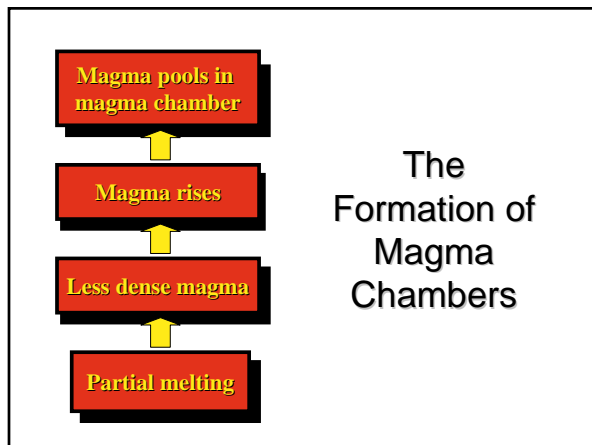 Magma pools in
magma chamber
Magma rises
Less dense magma
Partial melting
The
Formation of
Magma
Chambers